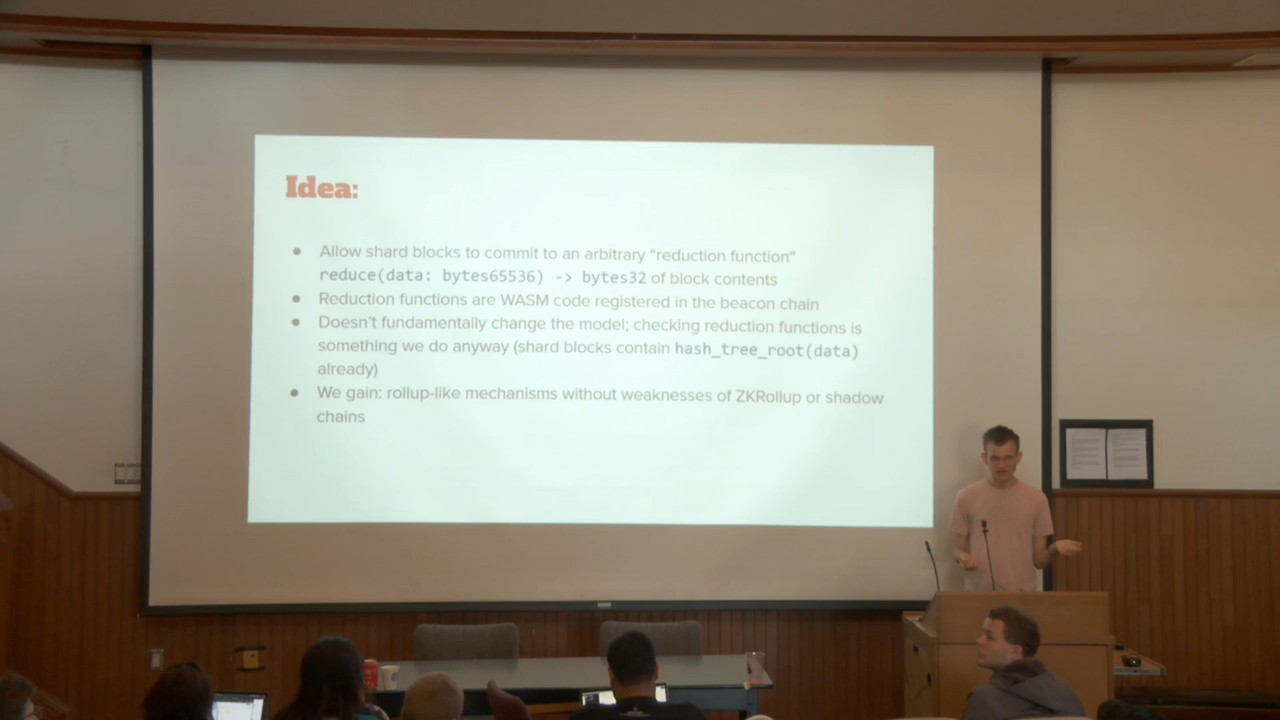 Idea:
Allow shard blocks to commit to an arbitrary “reduction function”
reduce(data: bytes65536) -> bytes32 of block contents
Reduction functions are WASM code registered in the beacon chain
Doesn’t fundamentally change the model; checking reduction functions is
something we do anyway (shard blocks contain hash_tree_root(data)
already)
We gain: rollup-like mechanisms without weaknesses of ZKRollup or shadow
chains